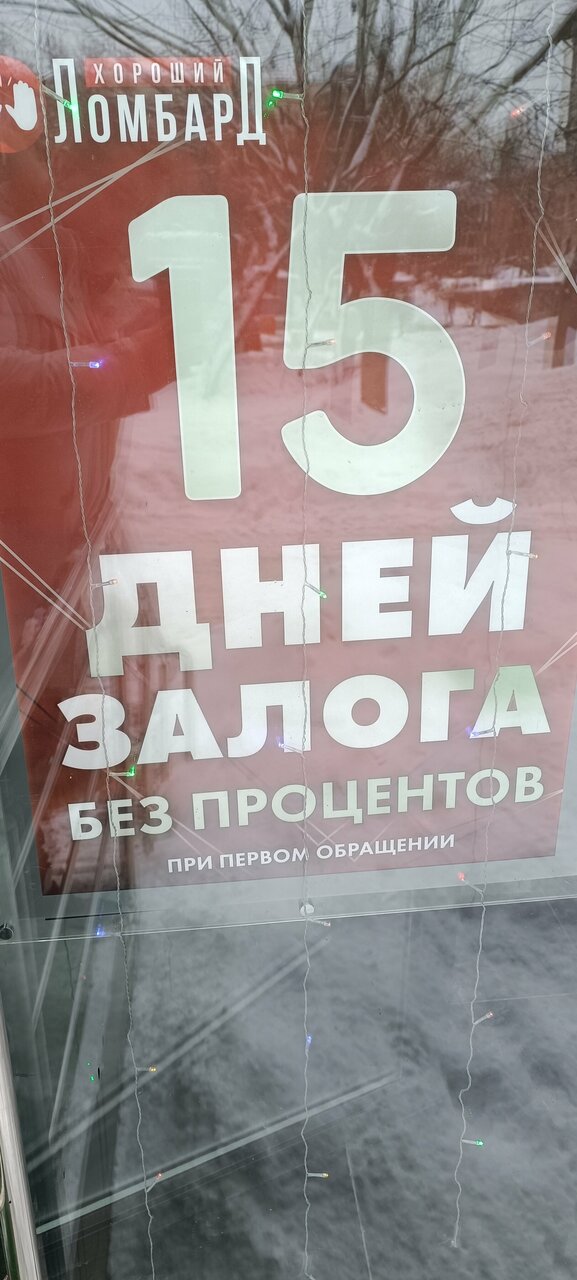 ХОРОШИЙ
ЛОМБАРД
15
ДНЕЙ
ЗАЛОГА
БЕЗ ПРОЦЕНТОВ
ПРИ ПЕРВОМ ОБРАЩЕНИИ